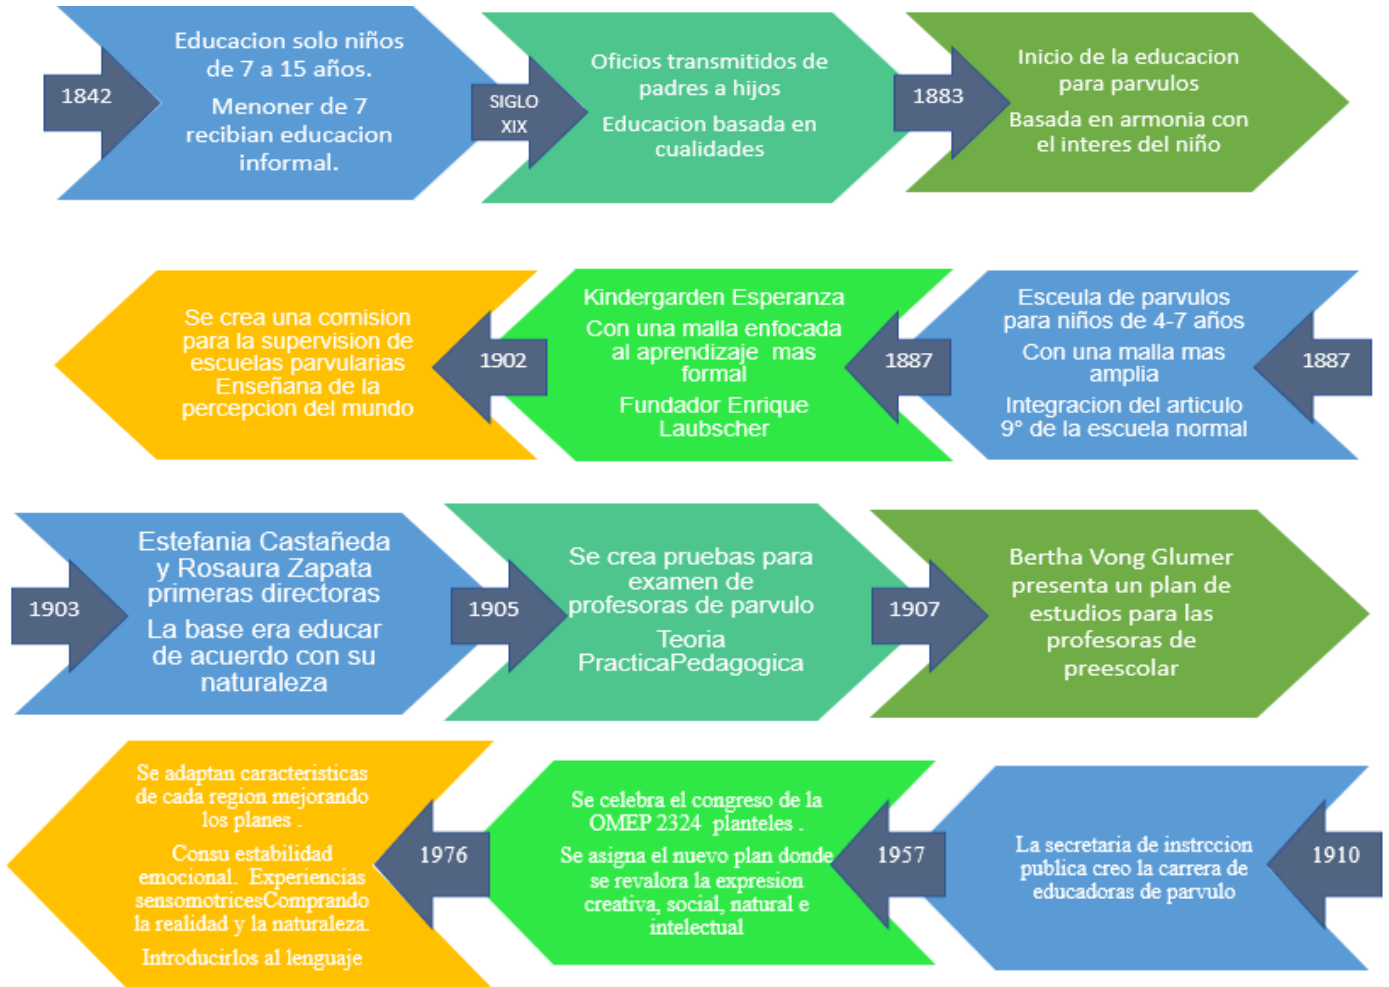 1842
Educacion solo niños
de 7 a 15 años.
Menoner de 7
recibian educacion
informal.
SIGLO
XIX
Oficios transmitidos de
padres a hijos
Educacion basada en
cualidades
1883
Inicio de la educacion
para parvulos
Basada en armonia con
el interes del niño
1887
Esceula de parvulos
para niños de 4-7 años
Con una malla mas
amplia
Integracion del articulo
9° de la escuela normal
1887
Kindergarden Esperanza
Con una malla enfocada
al aprendizaje mas
formal
Fundador Enrique
Laubscher
1902
Se crea una comision
para la supervision de
escuelas parvularias
Enseñana de la
percepcion del mundo
1903
Estefania Castañeda
y Rosaura Zapata
primeras directoras
La base era educar
de acuerdo con su
naturaleza
1905
Se crea pruebas para
examen de
profesoras de parvulo
Teoria
PracticaPedagogica
1907
Bertha Vong Glumer
presenta un plan de
estudios para las
profesoras de
preescolar
1910
La secretaria de instrccion
publica creo la carrera de
educadoras de parvulo
1957
Se celebra el congreso de la
OMEP 2324 planteles .
Se asigna el nuevo plan donde
se revalora la expresion
creativa, social, natural e
intelectual
1976
Se adaptan caracteristicas
de cada region mejorando
los planes .
Consu estabilidad
emocional. Experiencias
sensomotricesComprando
la realidad y la naturaleza.
Introducirlos al lenguaje